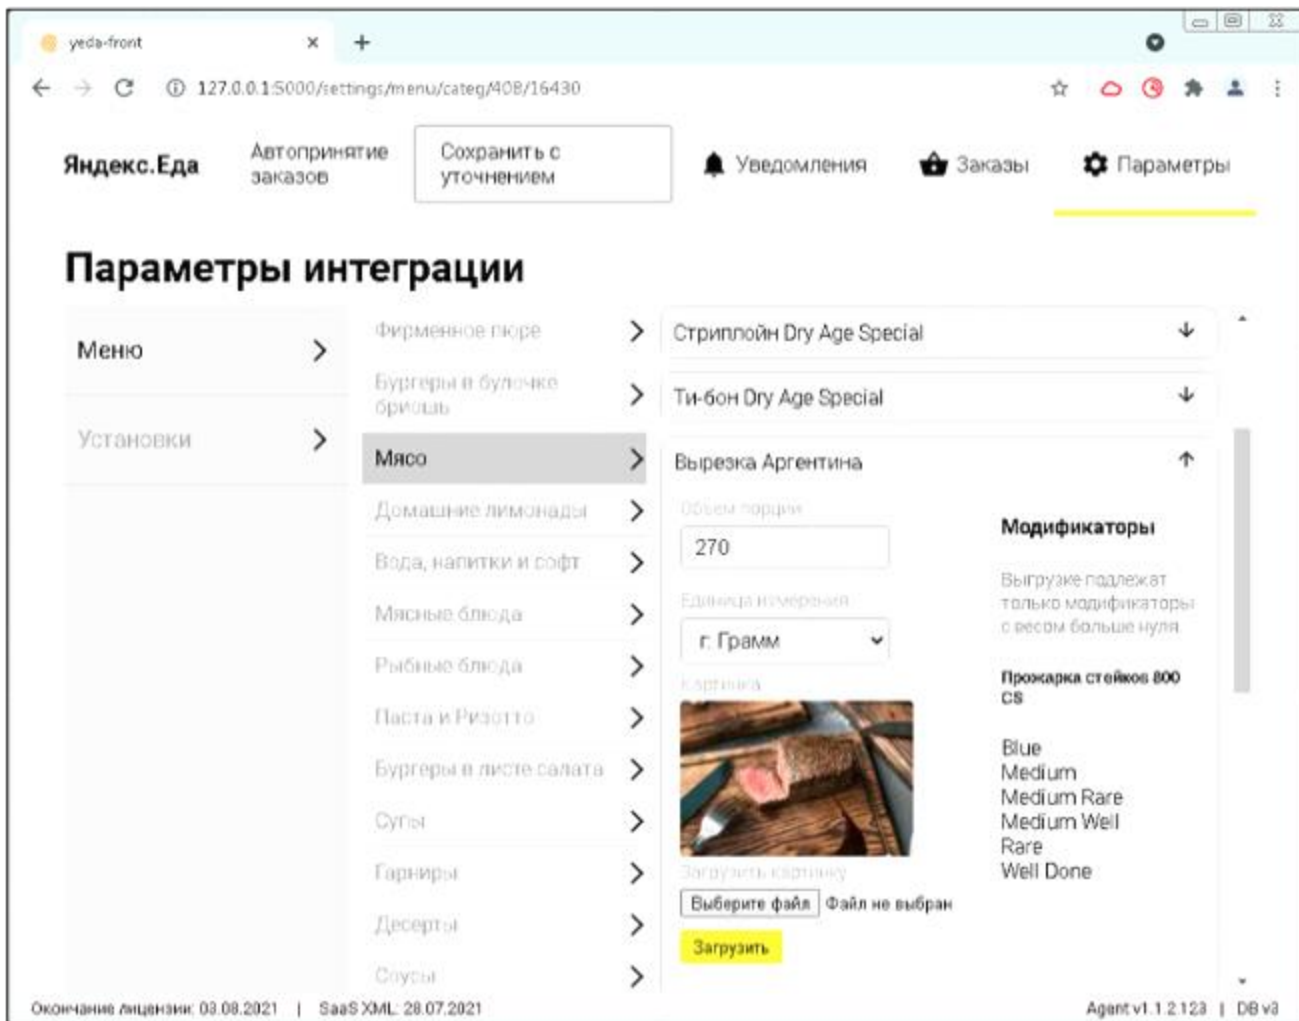 yeda-front
127.0.0.1:5000/settings/menu/categ/408/16430
Яндекс.Еда
Автопринятие
заказов
Сохранить с
уточнением
Уведомления
Заказы
Параметры
Параметры интеграции
Меню
Установки
Фирменное пюре
Бургеры в булочке
бриошь
Мясо
Домашние лимонады
Вода, напитки и софт
Мясные блюда
Рыбные блюда
Паста и Ризотто
Бургеры в листе салата
Супы
Гарниры
Десерты
Соусы
Стриплойн Dry Age Special
Ти-бон Dry Age Special
Вырезка Аргентина
Объем порции
270
Единица измерения
г: Грамм
Картинка
Загрузить картинку
Выберите файл Файл не выбран
Загрузить
Модификаторы
Выгрузке подлежат
только модификаторы
с весом больше нуля
Прожарка стейков 800
CS
Blue
Medium
Medium Rare
Medium Well
Rare
Well Done
Окончание лицензии: 03.08.2021 | SaaS XML: 28.07.2021
Agent v1.1.2.123 | DB v3